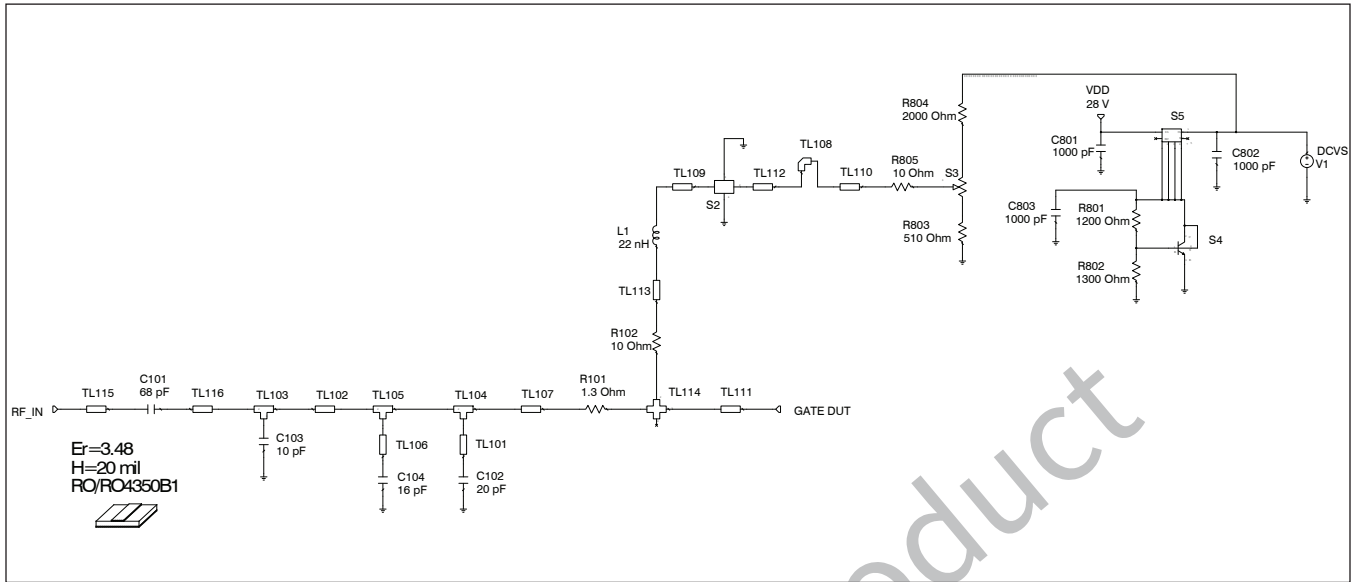 R804
2000 Ohm
VDD
28 V
S5
C801
1000 pF
C802
1000 pF
DCVS
V1
TL108
TL109
TL112
TL110
R805
10 Ohm
S3
S2
C803
1000 pF
R801
1200 Ohm
S4
R803
510 Ohm
R802
1300 Ohm
L1
22 nH
TL113
R102
10 Ohm
C101
68 pF
R101
1.3 Ohm
TL115
TL116
TL103
TL102
TL105
TL104
TL107
TL114
TL111
RF_IN
GATE DUT
C103
10 pF
TL106
TL101
C104
16 pF
C102
20 pF
Er=3.48
H=20 mil
RO/RO4350B1
oduct